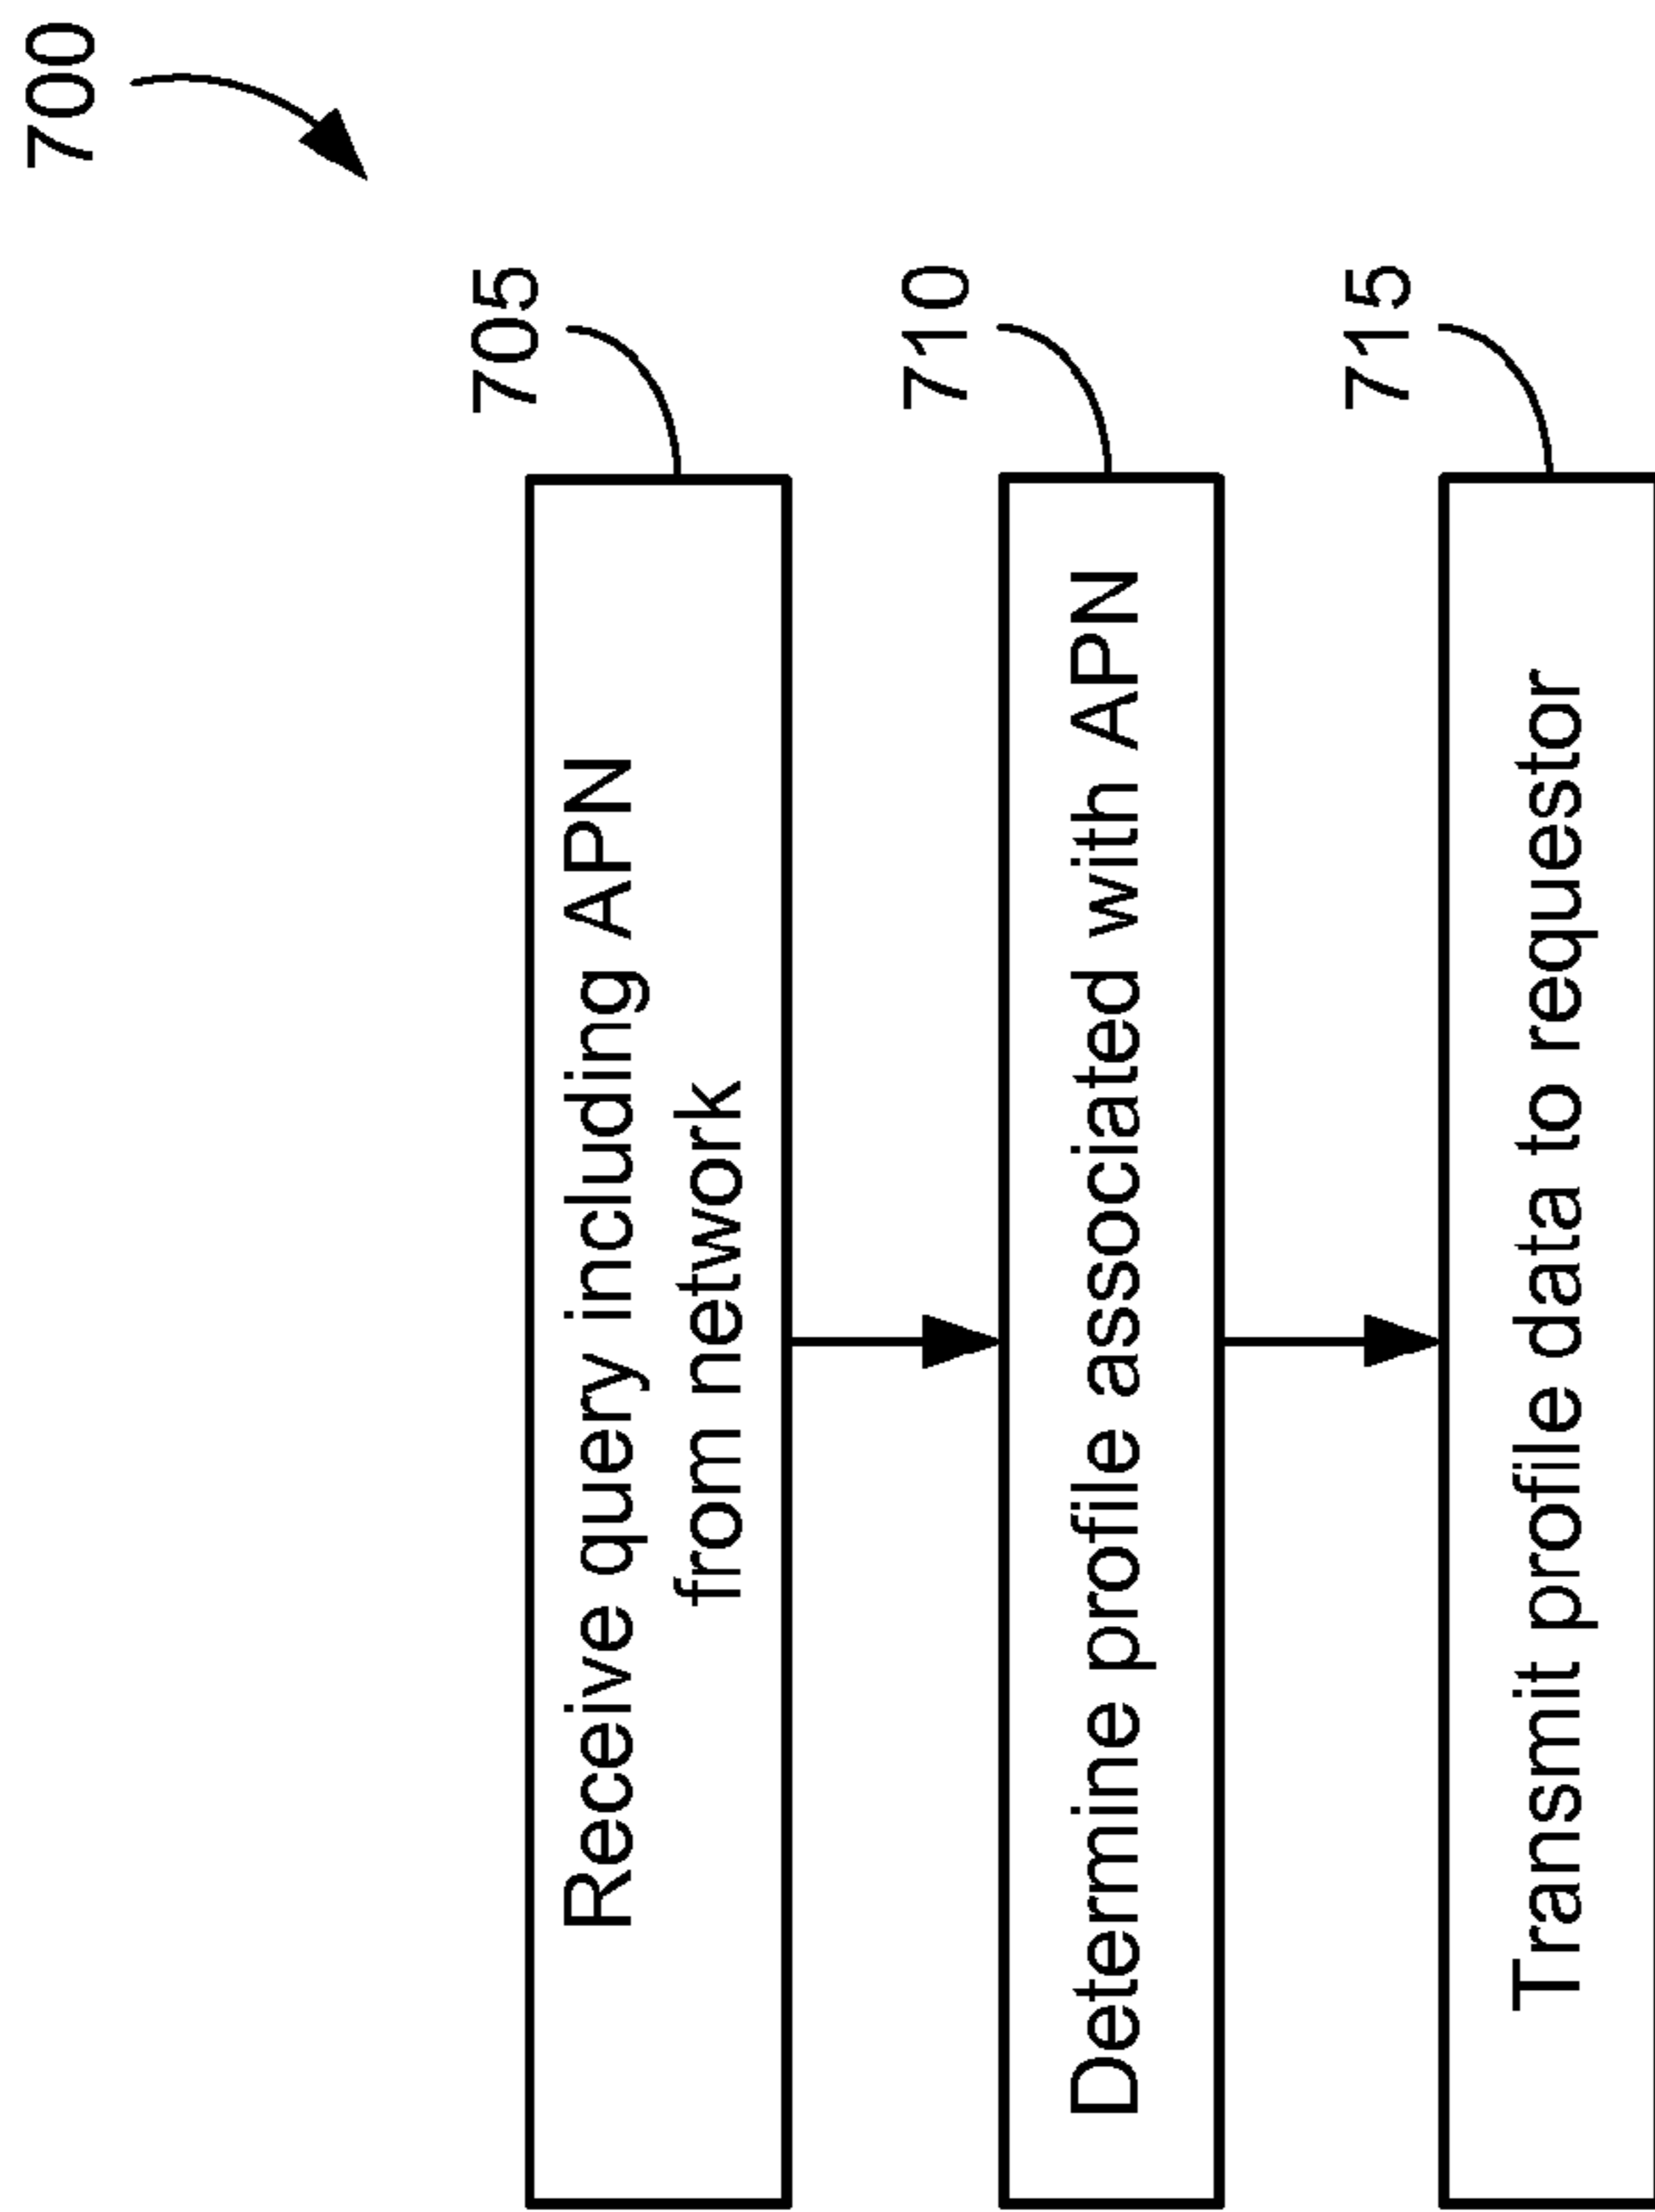 700
705
Receive query including APN
from network
710
Determine profile associated with APN
715
Transmit profile data to requestor